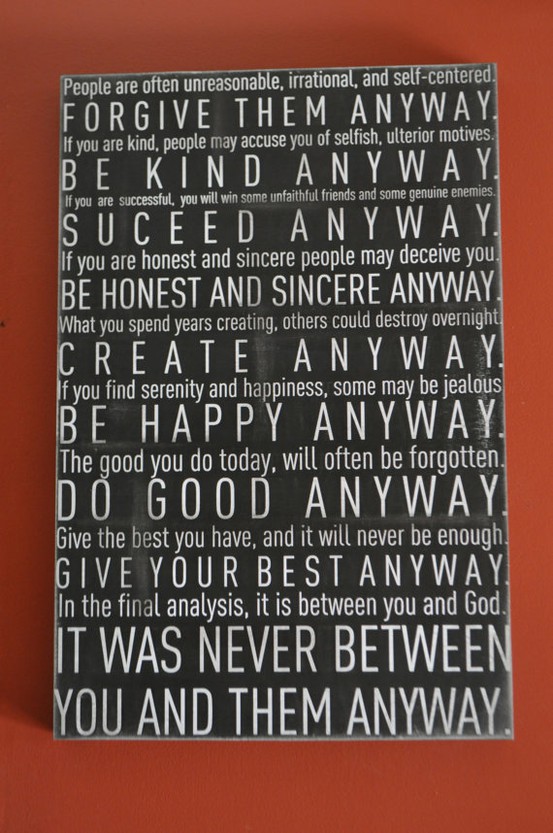 People are often unreasonable, irrational, and self-centered.
FORGIVE THEM ANYWAY.
If you are kind, people may accuse you of selfish, ulterior motives.
BE KIND ANYWAY.
If you are successful, you will win some unfaithful friends and some genuine enemies.
SUCEED ANYWAY.
If you are honest and sincere people may deceive you.
BE HONEST AND SINCERE ANYWAY.
What you spend years creating, others could destroy overnight.
CREATE ANYWAY.
If you find serenity and happiness, some may be jealous
BE HAPPY ANYWAY.
The good you do today, will often be forgotten.
DO GOOD ANYWAY.
Give the best you have, and it will never be enough.
GIVE YOUR BEST ANYWAY.
In the final analysis, it is between you and God.
IT WAS NEVER BETWEEN
YOU AND THEM ANYWAY.